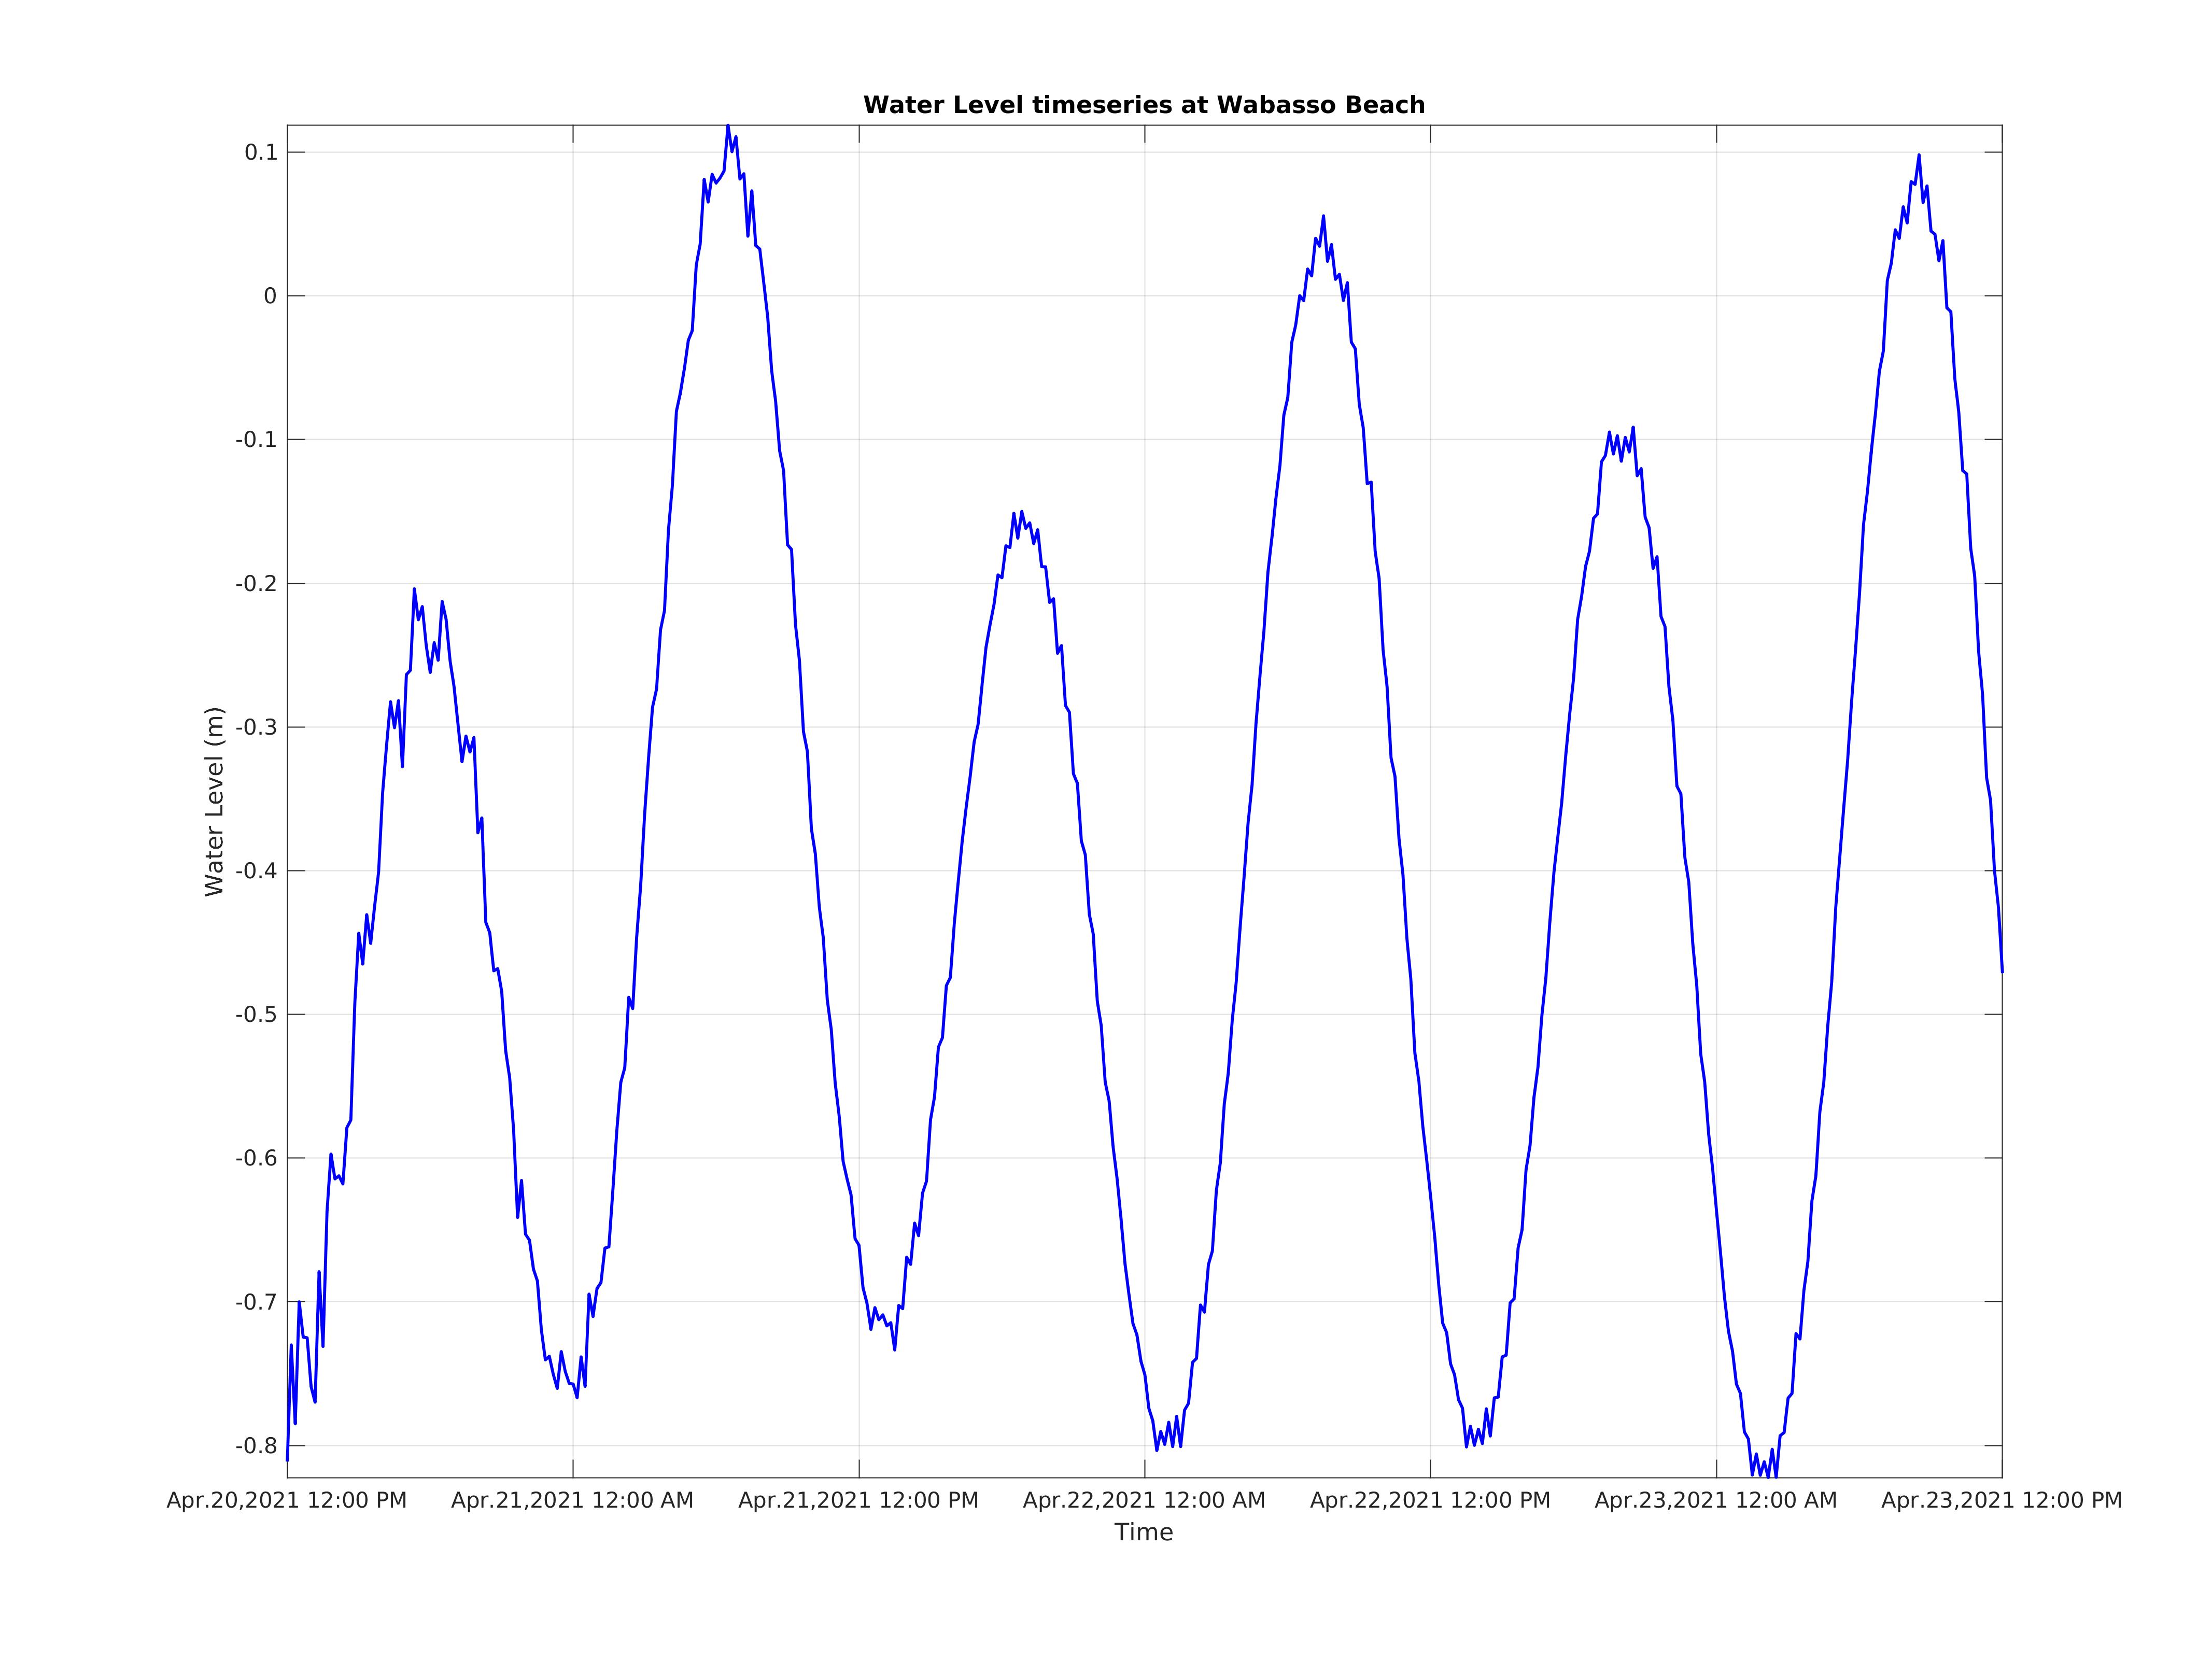 Water Level timeseries at Wabasso Beach
0.1
0
-0.1
-0.2
-0.3
-0.4
-0.5
-0.6
-0.7
-0.8
Water Level (m)
Apr.20,2021 12:00 PM
Apr.21,2021 12:00 AM
Apr.21,2021 12:00 PM
Apr.22,2021 12:00 AM
Apr.22,2021 12:00 PM
Apr.23,2021 12:00 AM
Apr.23,2021 12:00 PM
Time